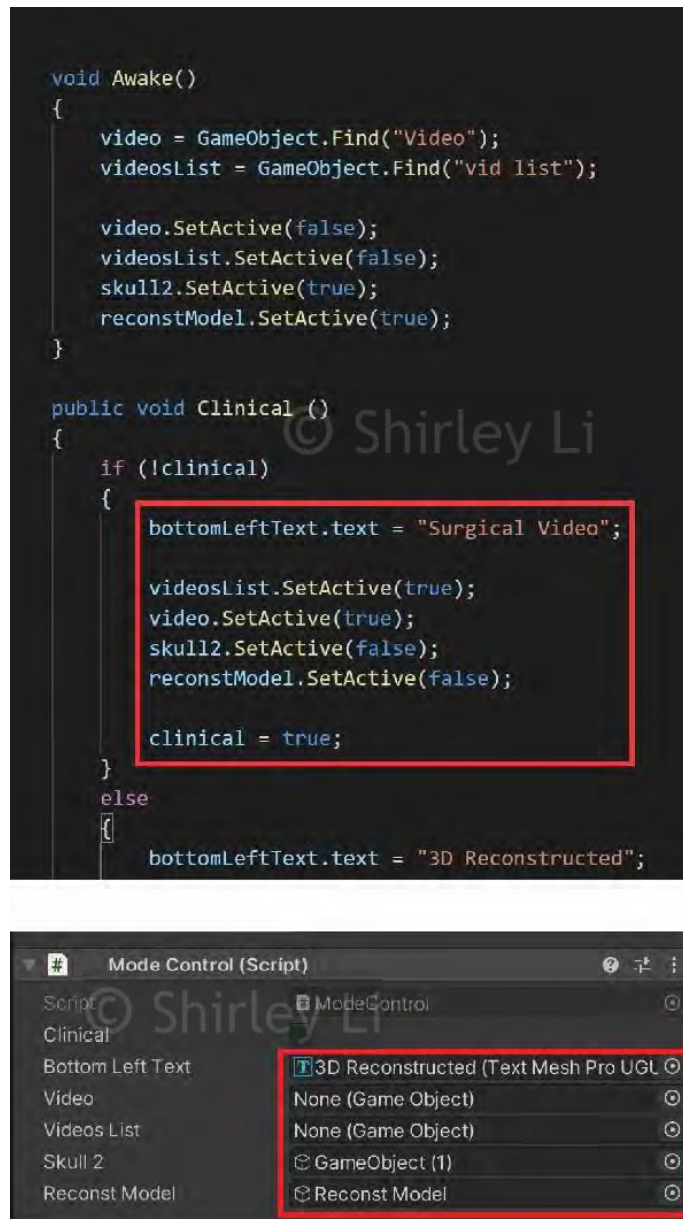 void Awake()
{
video = GameObject.Find("Video");
videosList = GameObject.Find("vid list");
video.SetActive(false);
videosList.SetActive(false);
skull2.SetActive(true);
reconstModel.SetActive(true);
}
public void Clinical ()
© Shirley Li
{
if (!clinical)
{
bottomLeftText.text = "Surgical Video";
videosList.SetActive(true);
video.SetActive(true);
skull2.SetActive(false);
reconstModel.SetActive(false);
clinical = true;
}
else
{
bottomLeftText.text = "3D Reconstructed";
# Mode Control (Script)
Script ModeControl
© Shirley Li
Clinical
Bottom Left Text 3D Reconstructed (Text Mesh Pro UGU
Video None (Game Object)
Videos List None (Game Object)
Skull 2 GameObject (1)
Reconst Model Reconst Model